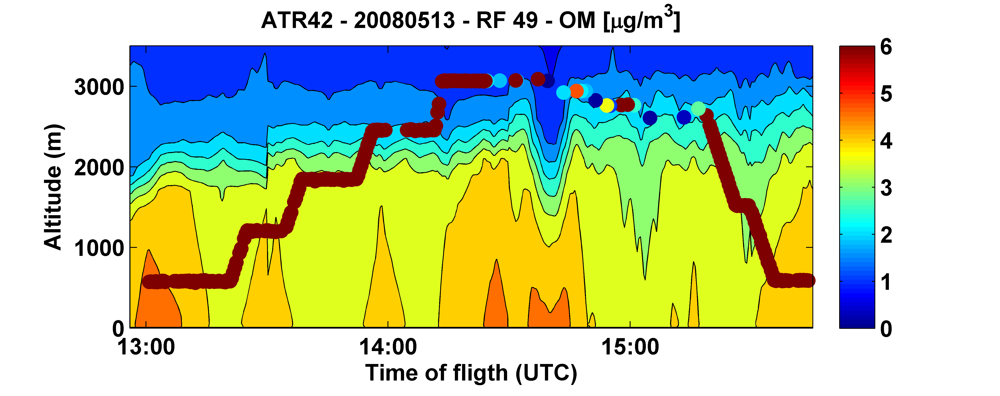 ATR42 - 20080513 - RF 49 - OM [μg/m³]
Altitude (m)
3000
2000
1000
0
13:00 14:00 15:00
Time of fligth (UTC)
6
5
4
3
2
1
0